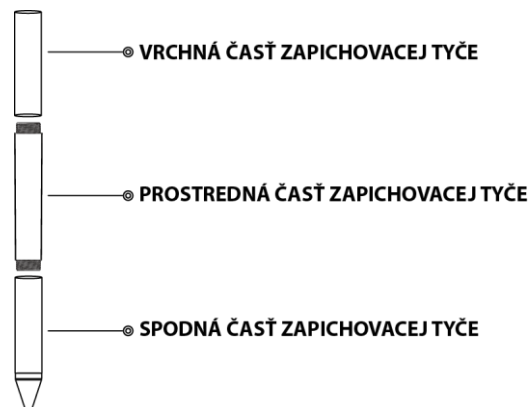 VRCHNÁ ČASŤ ZAPICHOVACEJ TYČE
PROSTREDNÁ ČASŤ ZAPICHOVACEJ TYČE
SPODNÁ ČASŤ ZAPICHOVACEJ TYČE